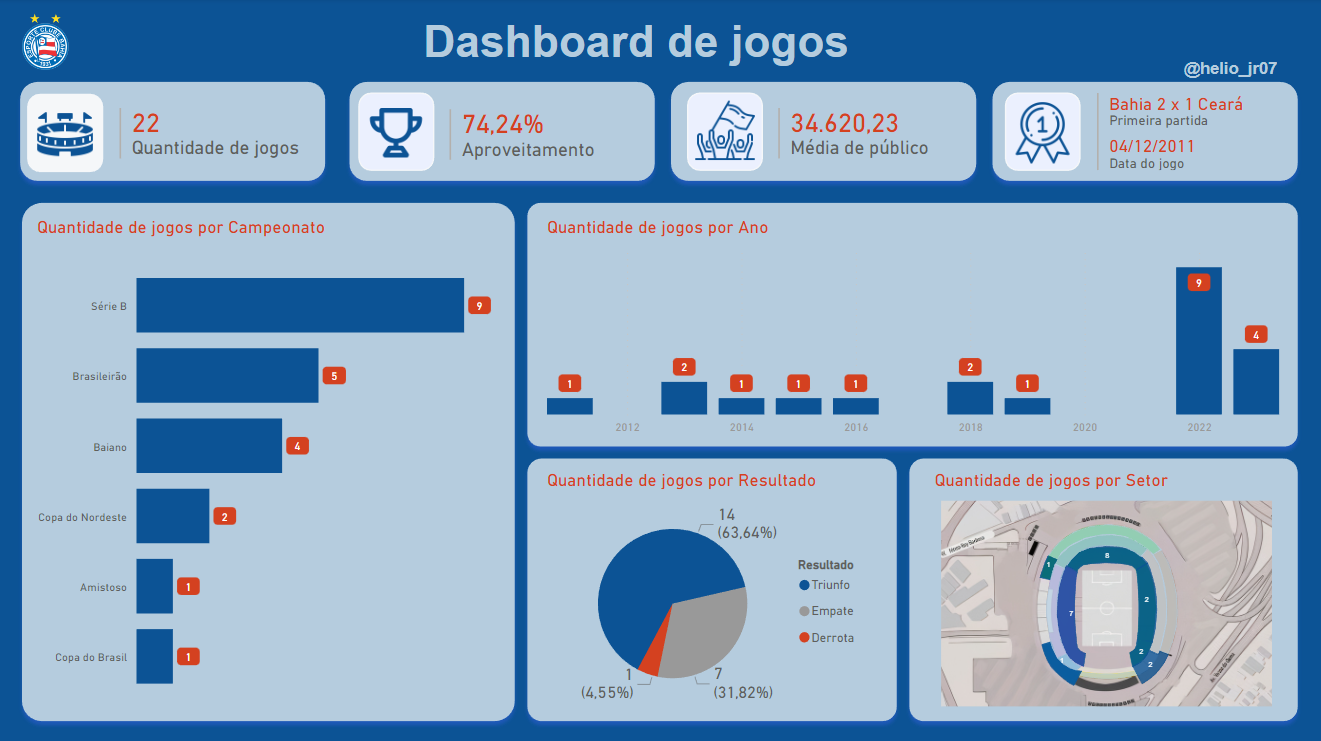 Dashboard de jogos
@helio_jr07
22
Quantidade de jogos
74,24%
Aproveitamento
34.620,23
Média de público
1
Bahia 2 x 1 Ceará
Primeira partida
04/12/2011
Data do jogo
Quantidade de jogos por Campeonato
Série B
9
Brasileirão
5
Baiano
4
Copa do Nordeste
2
Amistoso
1
Copa do Brasil
1
Quantidade de jogos por Ano
1
2
1
1
1
2
1
9
4
2012
2014
2016
2018
2020
2022
Quantidade de jogos por Resultado
14
(63,64%)
1
(4,55%)
7
(31,82%)
Resultado
Triunfo
Empate
Derrota
Quantidade de jogos por Setor
8
1
7
2
2
1
2